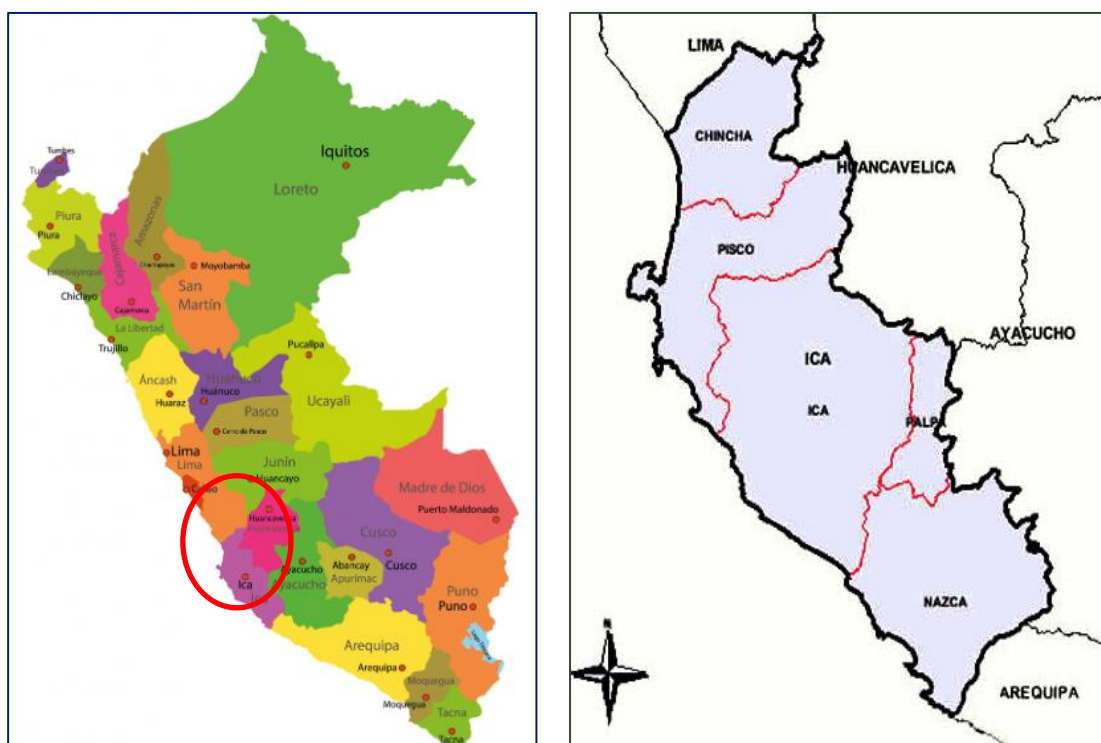 Tumbes
Iquitos
Loreto
Piura
Piura
Amazonas
Cajamarca
Moyobamba
Lambayeque
San
Martín
Chiclayo
Cajamarca
La Libertad
Trujillo
Pucallpa
Áncash
Huánuco
Huaraz
Huánuco
Ucayali
Pasco
Cerro de Pasco
Lima
Lima
Junín
Huancayo
Callao
Madre de Dios
Huancavelica
Puerto Maldonado
Cusco
Ayacucho
Abancay
Cusco
Ica
Ayacucho
Apurímac
Puno
Puno
Arequipa
Arequipa
Moquegua
Moquegua
Tacna
Tacna
LIMA
CHINCHA
HUANCAVELICA
PISCO
AYACUCHO
ICA
ICA
PALPA
NAZCA
N
AREQUIPA